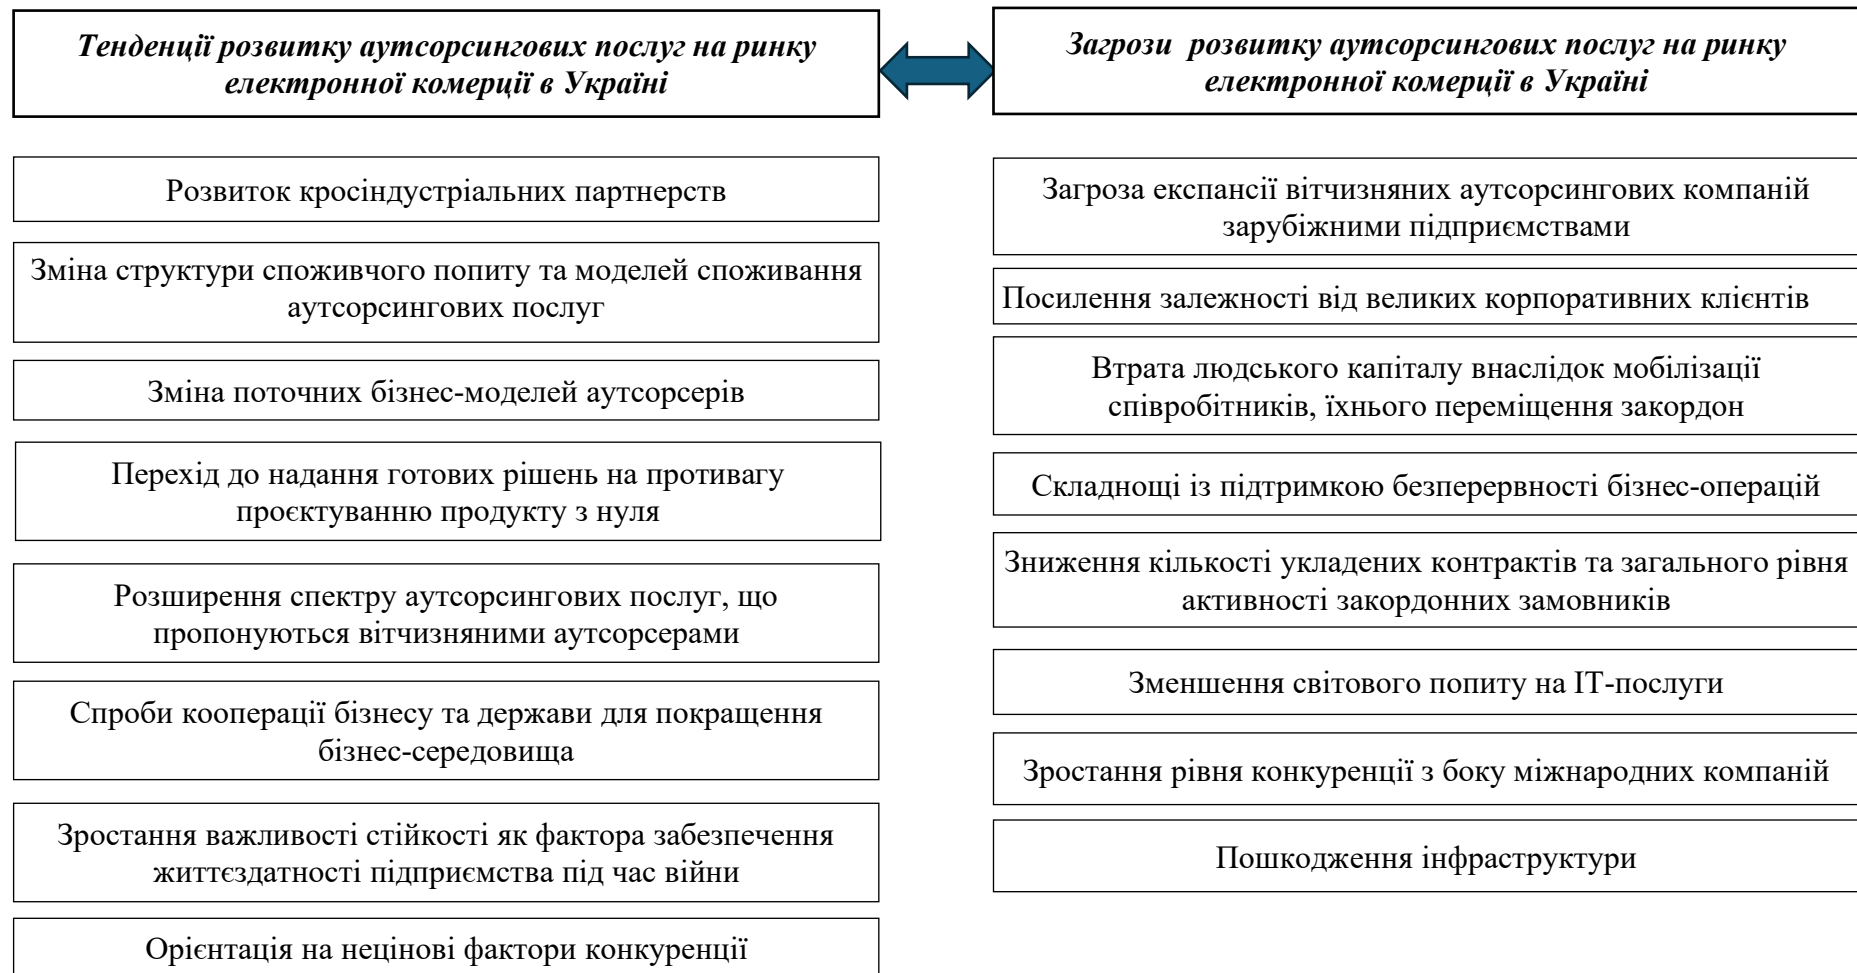 Тенденції розвитку аутсорсингових послуг на ринку
електронної комерції в Україні
Розвиток кросіндустріальних партнерств
Зміна структури споживчого попиту та моделей споживання
аутсорсингових послуг
Зміна поточних бізнес-моделей аутсорсерів
Перехід до надання готових рішень на противагу
проєктуванню продукту з нуля
Розширення спектру аутсорсингових послуг, що
пропонуються вітчизняними аутсорсерами
Спроби кооперації бізнесу та держави для покращення
бізнес-середовища
Зростання важливості стійкості як фактора забезпечення
життєздатності підприємства під час війни
Орієнтація на нецінові фактори конкуренції
Загрози розвитку аутсорсингових послуг на ринку
електронної комерції в Україні
Загроза експансії вітчизняних аутсорсингових компаній
зарубіжними підприємствами
Посилення залежності від великих корпоративних клієнтів
Втрата людського капіталу внаслідок мобілізації
співробітників, їхнього переміщення закордон
Складнощі із підтримкою безперервності бізнес-операцій
Зниження кількості укладених контрактів та загального рівня
активності закордонних замовників
Зменшення світового попиту на ІТ-послуги
Зростання рівня конкуренції з боку міжнародних компаній
Пошкодження інфраструктури